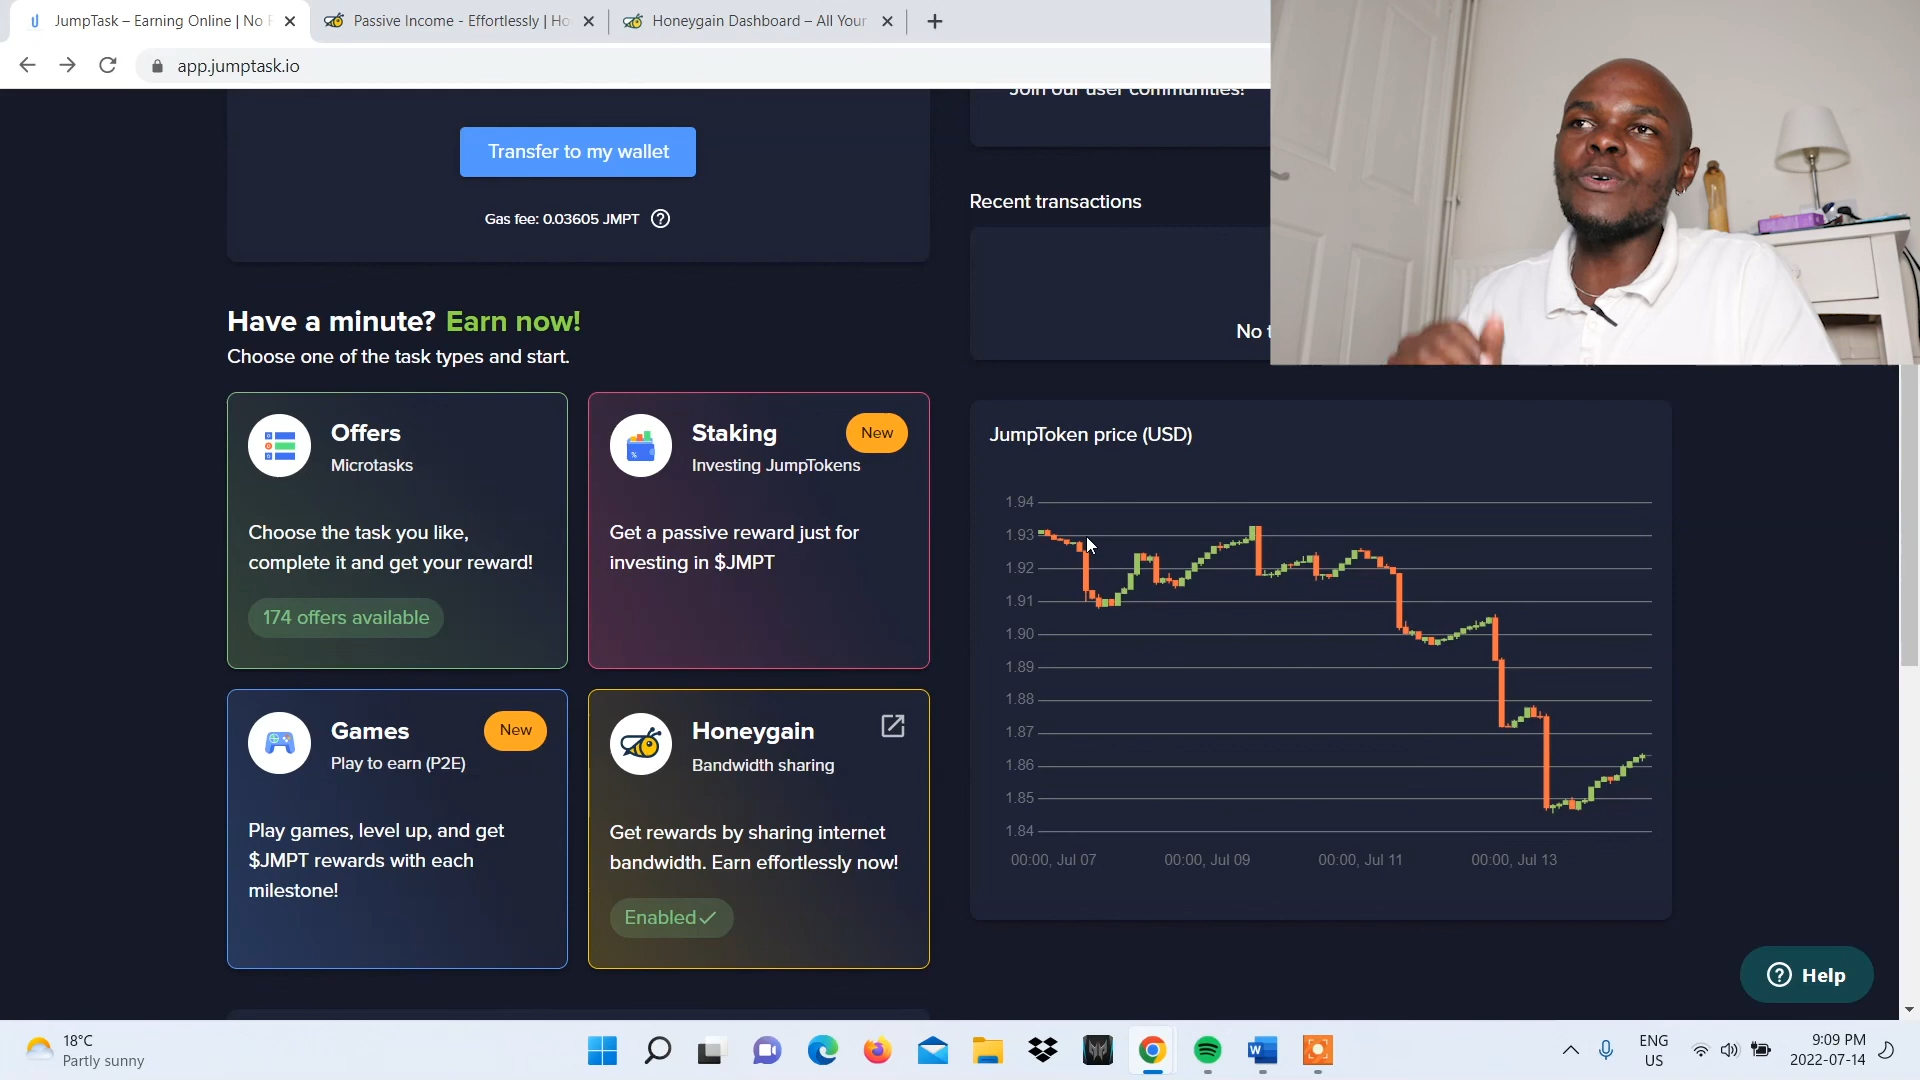 JumpTask – Earning Online | No
Passive Income - Effortlessly | Ho
Honeygain Dashboard – All Your
app.jumptask.io
Join our user communities!
Transfer to my wallet
Gas fee: 0.03605 JMPT
Recent transactions
No
Have a minute? Earn now!
Choose one of the task types and start.
Offers
Microtasks
Choose the task you like,
complete it and get your reward!
174 offers available
Staking
New
Investing JumpTokens
Get a passive reward just for
investing in $JMPT
Games
New
Play to earn (P2E)
Play games, level up, and get
$JMPT rewards with each
milestone!
Honeygain
Bandwidth sharing
Get rewards by sharing internet
bandwidth. Earn effortlessly now!
Enabled
JumpToken price (USD)
1.94
1.93
1.92
1.91
1.90
1.89
1.88
1.87
1.86
1.85
1.84
00:00, Jul 07
00:00, Jul 09
00:00, Jul 11
00:00, Jul 13
Help
18°C
Partly sunny
ENG
US
9:09 PM
2022-07-14